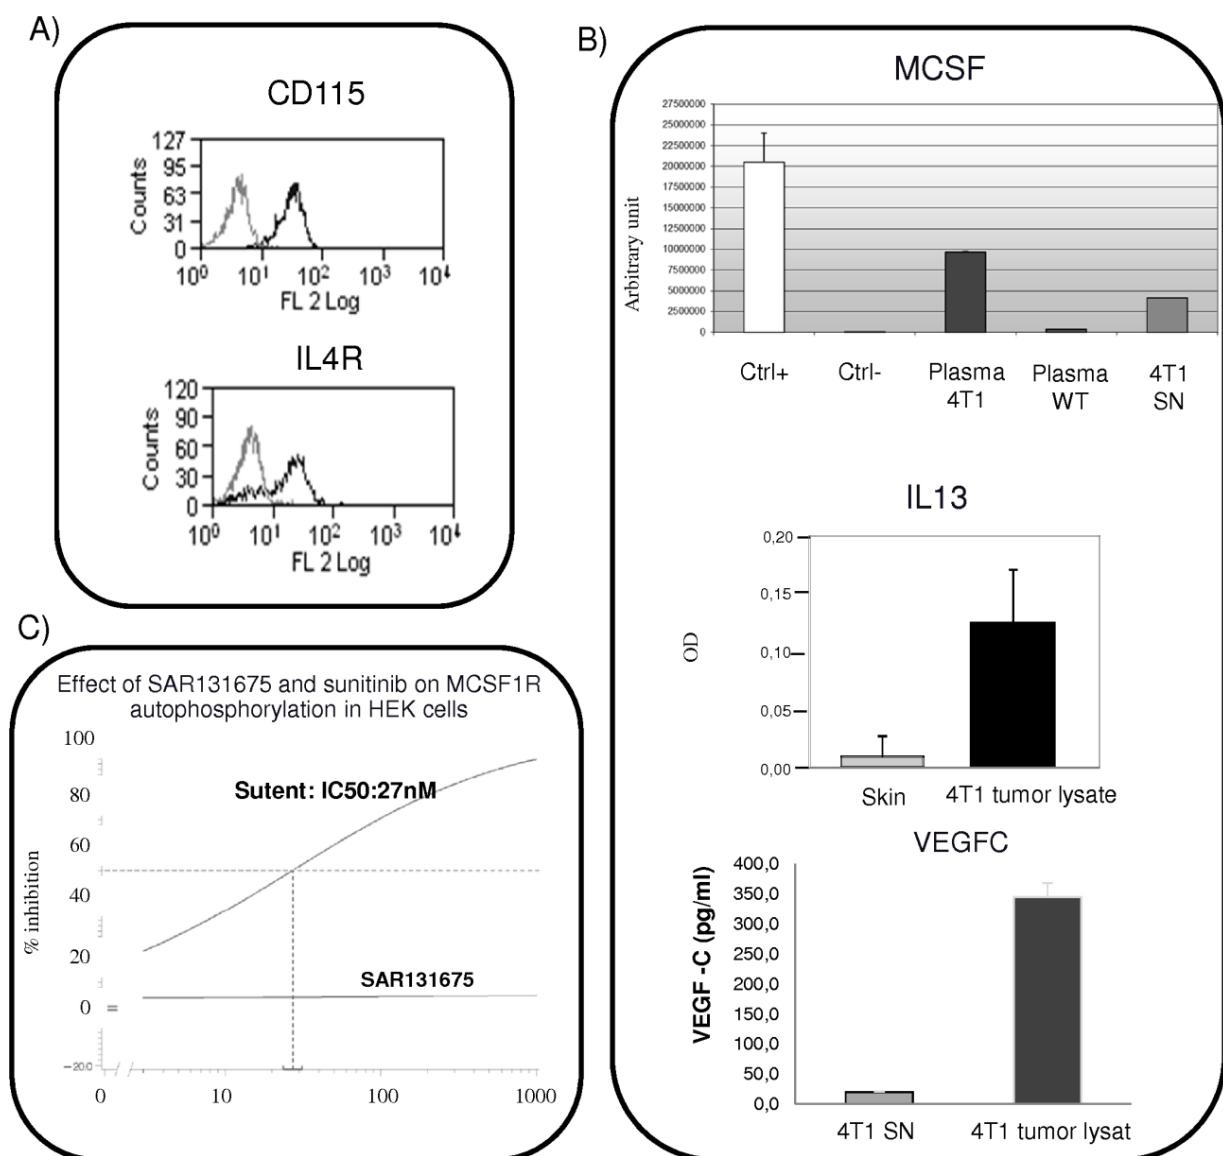 A)
CD115
127
95
63
31
0
Counts
10⁰ 10¹ 10² 10³ 10⁴
FL 2 Log
IL4R
120
90
60
30
0
Counts
10⁰ 10¹ 10² 10³ 10⁴
FL 2 Log
B)
MCSF
27500000
25000000
22500000
20000000
17500000
15000000
12500000
10000000
7500000
5000000
2500000
0
Arbitrary unit
Ctrl+ Ctrl- Plasma Plasma 4T1
4T1 WT SN
IL13
0,20
0,15
0,10
0,05
0,00
OD
Skin 4T1 tumor lysate
VEGFC
400,0
350,0
300,0
250,0
200,0
150,0
100,0
50,0
0,0
VEGF -C (pg/ml)
4T1 SN 4T1 tumor lysat
C)
Effect of SAR131675 and sunitinib on MCSF1R
autophosphorylation in HEK cells
100
80
60
40
20
0
-20.0
% inhibition
Sutent: IC50:27nM
SAR131675
0 10 100 1000